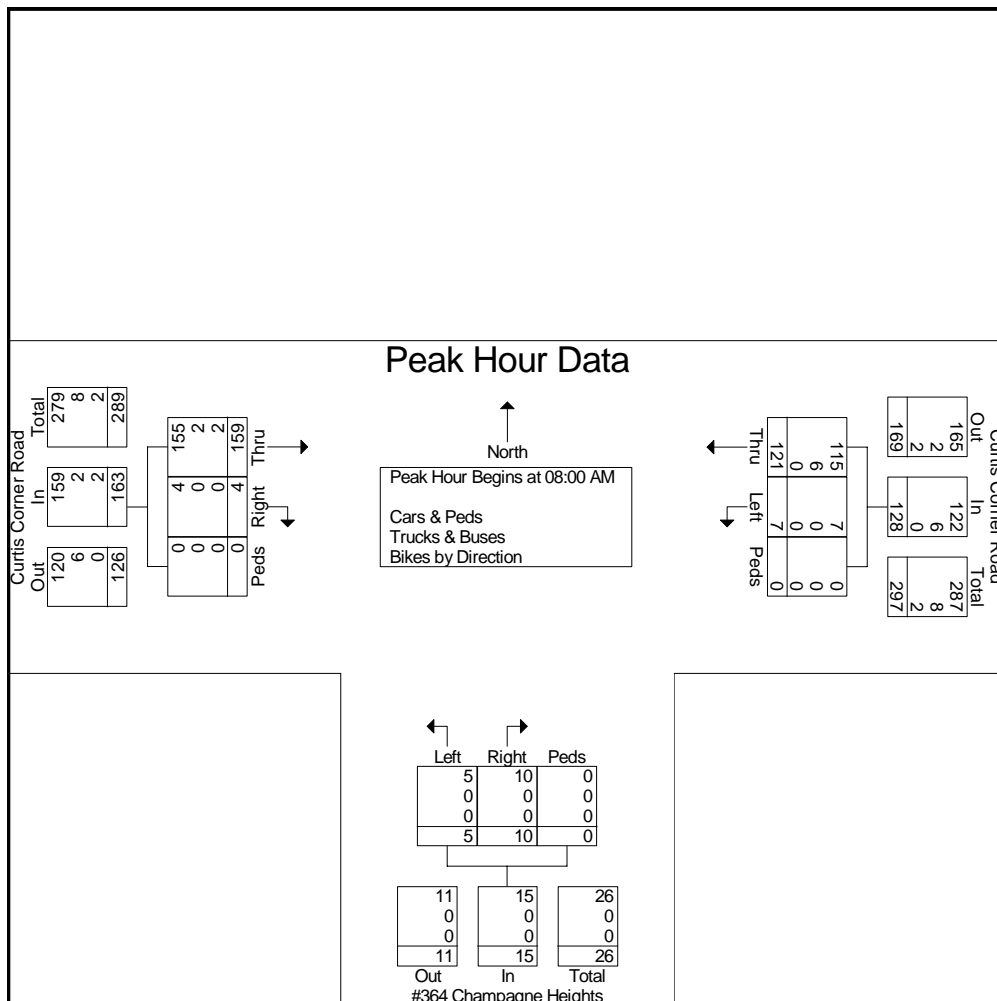 Peak Hour Data
North
Peak Hour Begins at 08:00 AM
Cars & Peds
Trucks & Buses
Bikes by Direction
Curtis Corner Road
Total
279 8 2 289
In
159 2 2 163
Out
120 6 0 126
Thru
155 2 2 159
Right
4 0 0 4
Peds
0 0 0 0
Curtis Corner Road
Out
165 2 2 169
In
122 6 0 128
Total
287 8 2 297
Thru
115 6 0 121
Left
7 0 0 7
Peds
0 0 0 0
Left Right Peds
5 10 0
0 0 0
0 0 0
5 10 0
11 15 26
0 0 0
0 0 0
11 15 26
Out In Total
#364 Champagne Heights